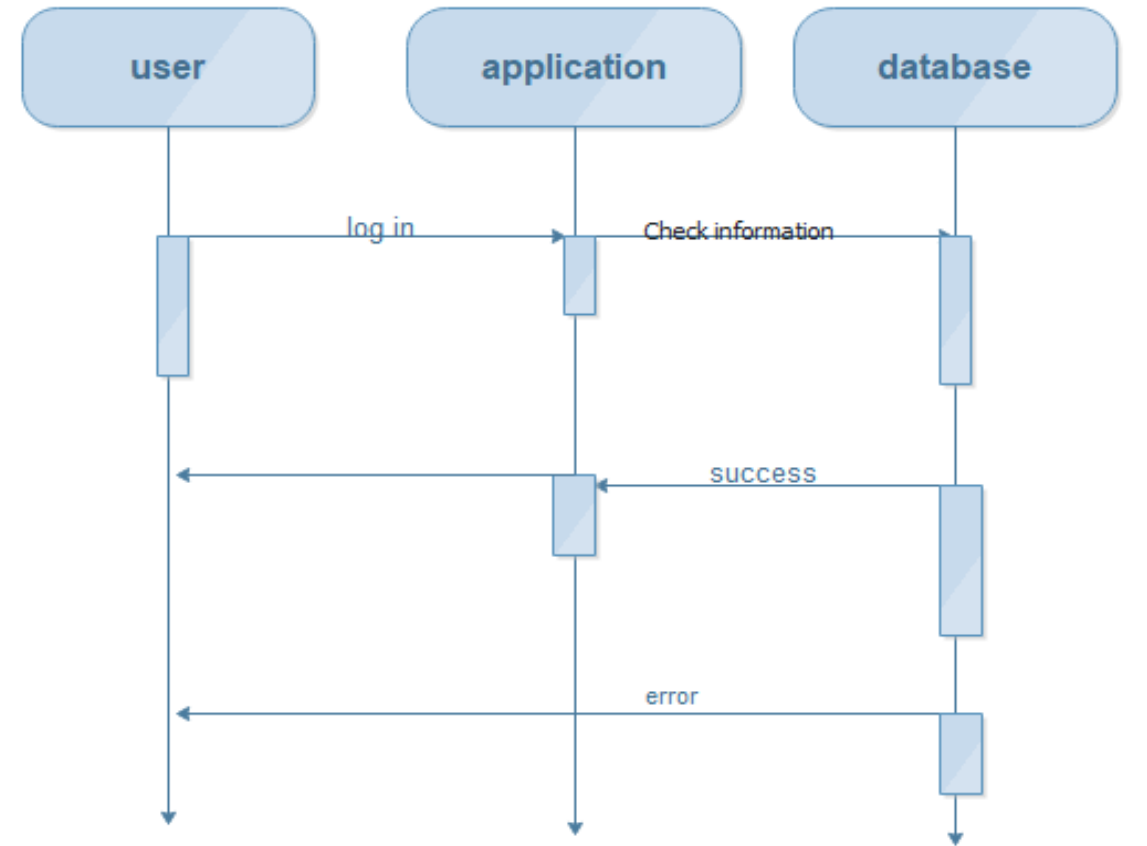 user
application
database
log in
Check information
success
error